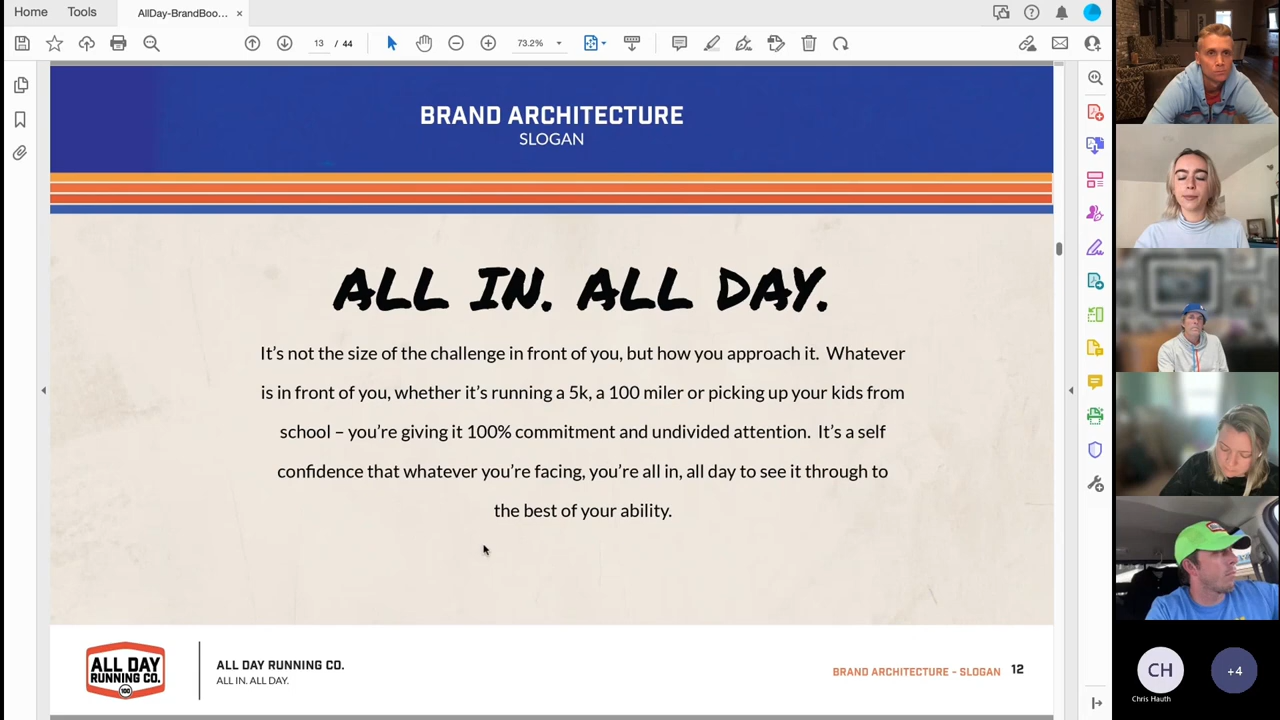 Home
Tools
AllDay-BrandBoo...
13 / 44
73.2%
BRAND ARCHITECTURE
SLOGAN
ALL IN. ALL DAY.
It's not the size of the challenge in front of you, but how you approach it.  Whatever
is in front of you, whether it's running a 5k, a 100 miler or picking up your kids from
school – you're giving it 100% commitment and undivided attention.  It's a self
confidence that whatever you're facing, you're all in, all day to see it through to
the best of your ability.
ALL DAY
RUNNING CO.
100
ALL DAY RUNNING CO.
ALL IN. ALL DAY.
BRAND ARCHITECTURE - SLOGAN 12
CH
Chris Hauth
+4